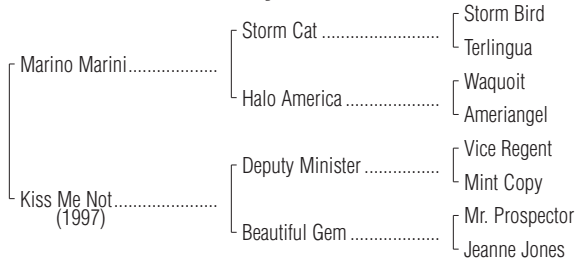 Storm Bird
Storm Cat ......................
Terlingua
Marino Marini..................
Waquoit
Halo America ..................
Ameriangel
Vice Regent
Deputy Minister ..............
Mint Copy
Kiss Me Not.....................
(1997)
Mr. Prospector
Beautiful Gem .................
Jeanne Jones